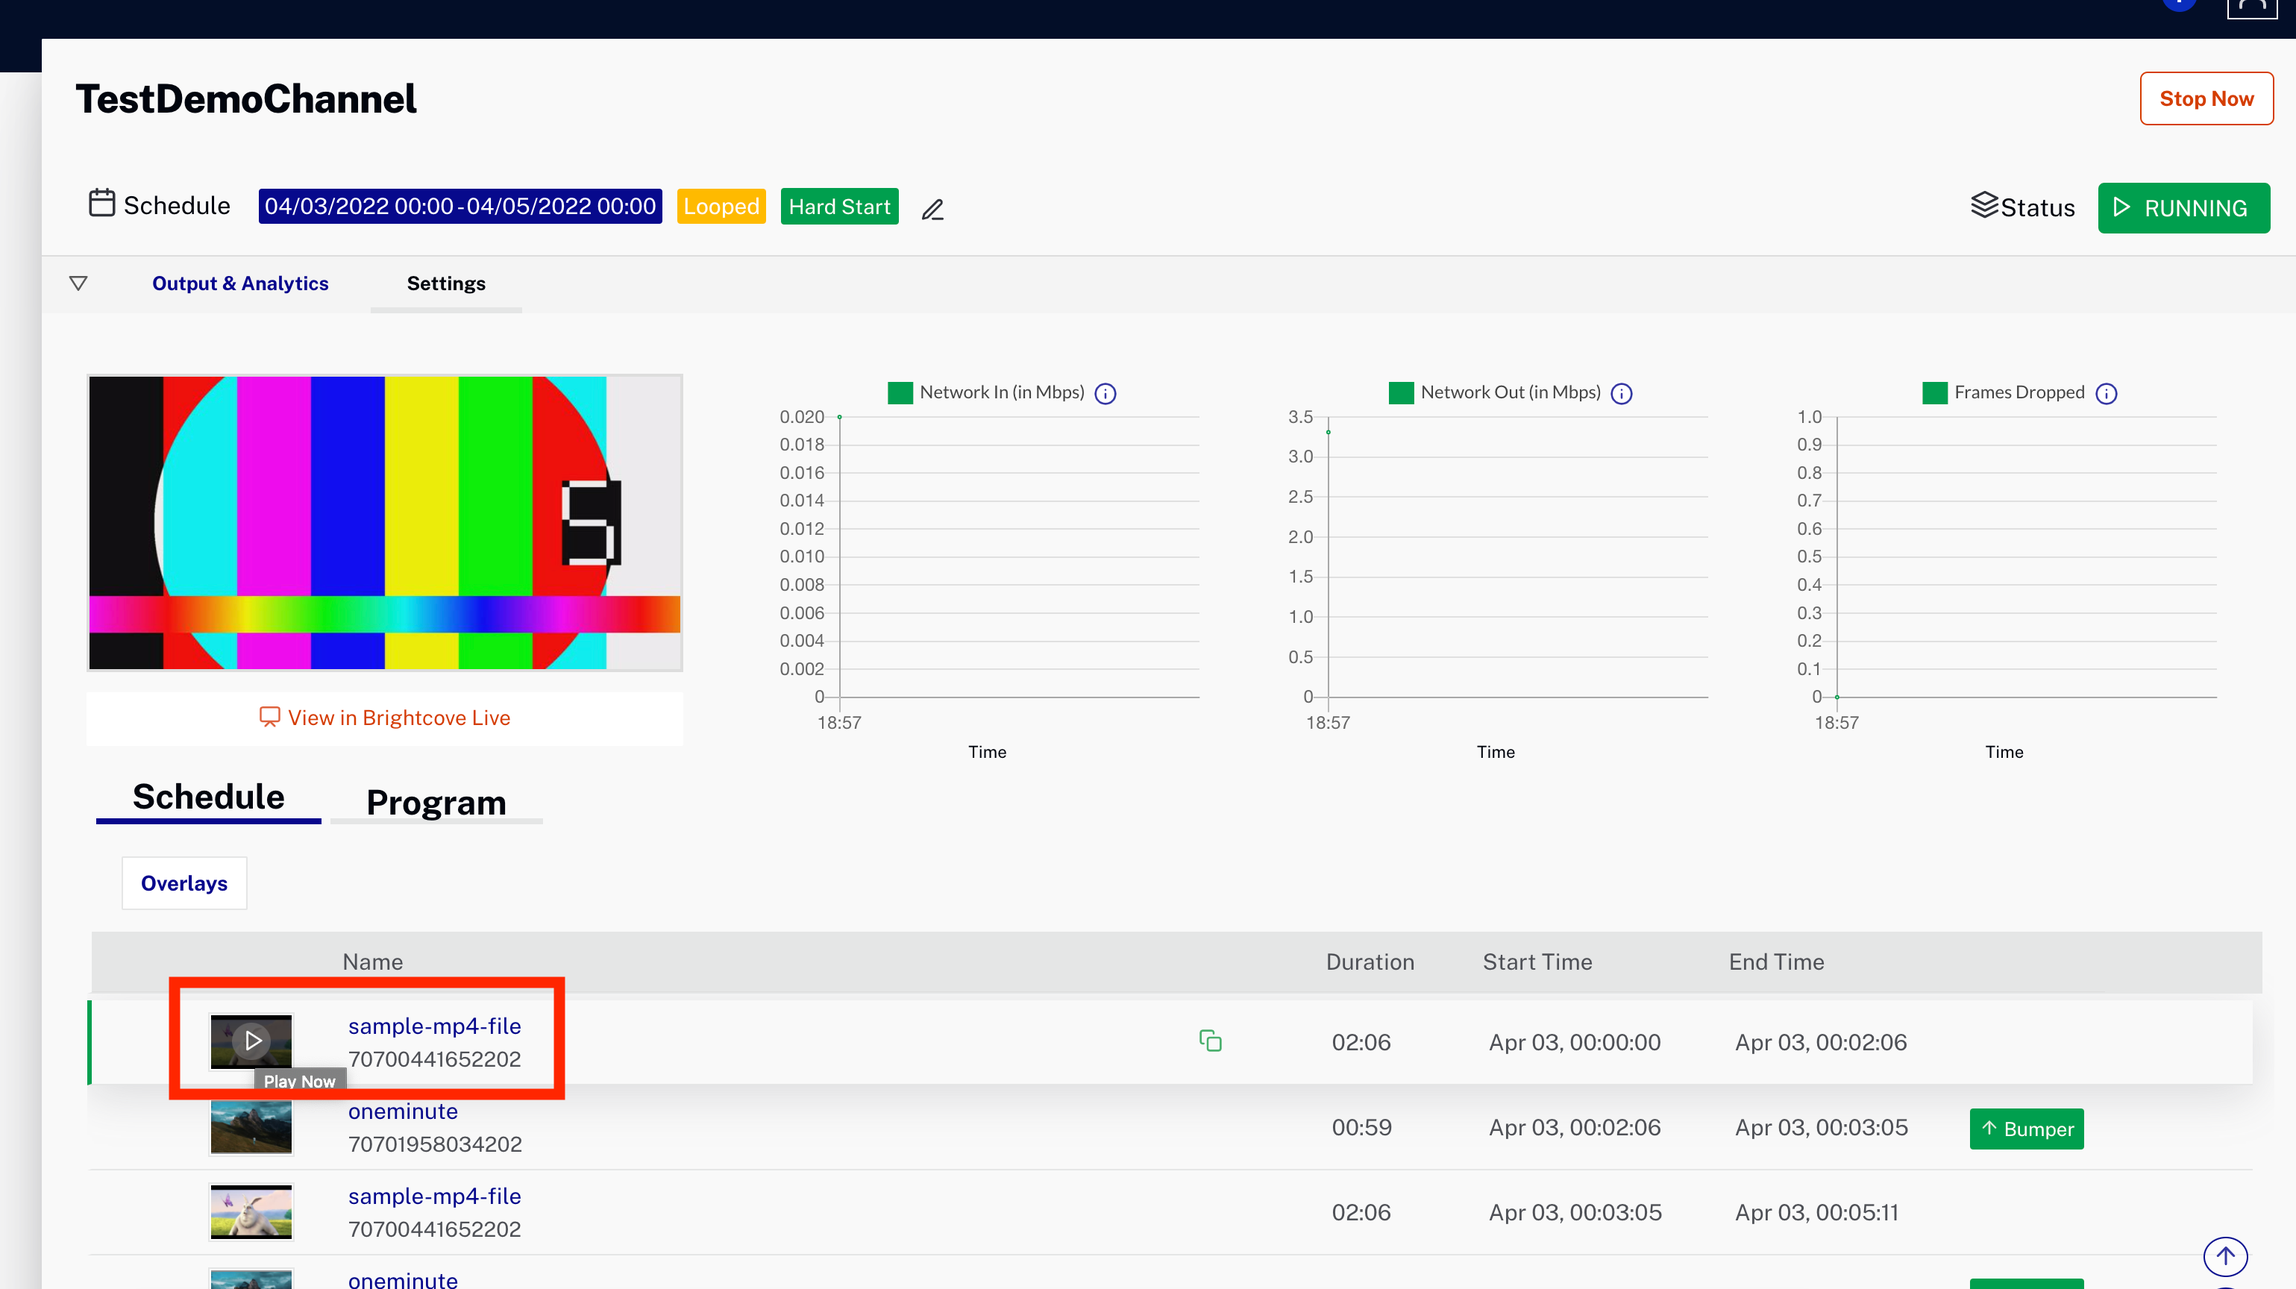 TestDemoChannel
Stop Now
Schedule 04/03/2022 00:00 - 04/05/2022 00:00 Looped Hard Start Status RUNNING
Output & Analytics Settings
5
View in Brightcove Live
Network In (in Mbps)
0.020
0.018
0.016
0.014
0.012
0.010
0.008
0.006
0.004
0.002
0
18:57
Time
Network Out (in Mbps)
3.5
3.0
2.5
2.0
1.5
1.0
0.5
0
18:57
Time
Frames Dropped
1.0
0.9
0.8
0.7
0.6
0.5
0.4
0.3
0.2
0.1
0
18:57
Time
Schedule Program
Overlays
Name Duration Start Time End Time
sample-mp4-file
70700441652202 02:06 Apr 03, 00:00:00 Apr 03, 00:02:06
Play Now
oneminute
70701958034202 00:59 Apr 03, 00:02:06 Apr 03, 00:03:05 Bumper
sample-mp4-file
70700441652202 02:06 Apr 03, 00:03:05 Apr 03, 00:05:11
oneminute